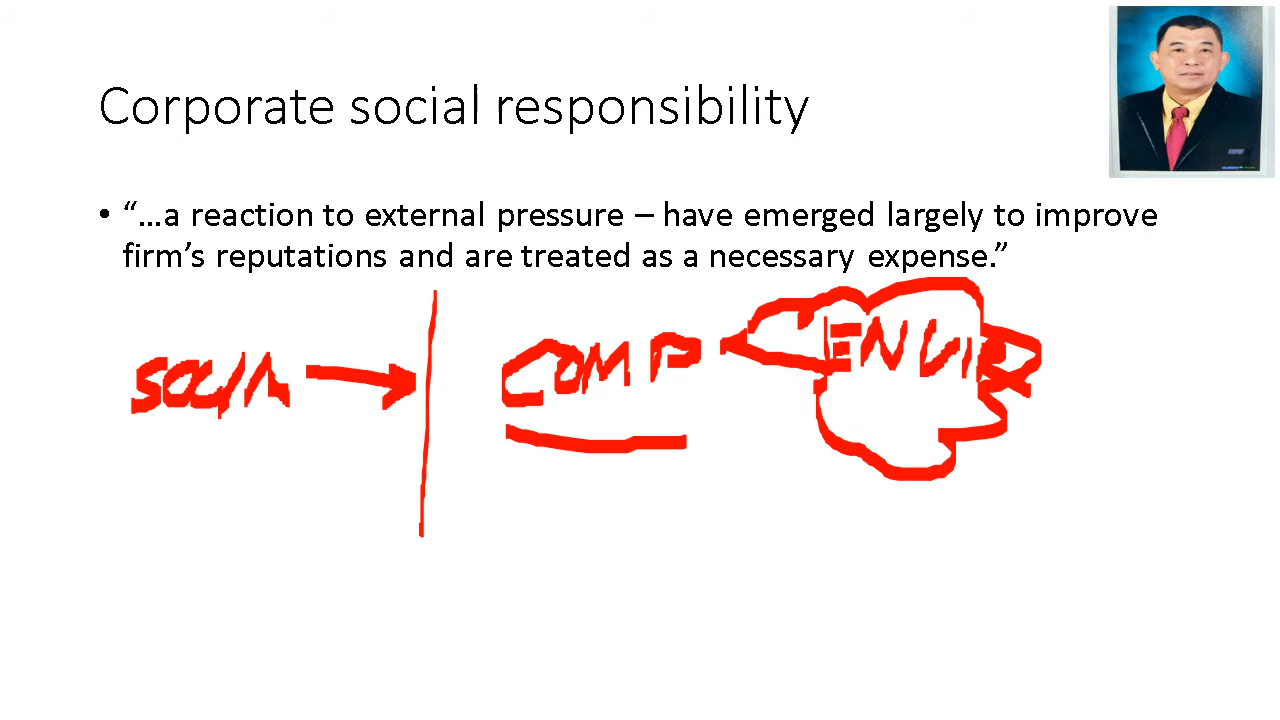 Corporate social responsibility
• “…a reaction to external pressure – have emerged largely to improve
firm’s reputations and are treated as a necessary expense.”
SOCIA COMP ENVIR